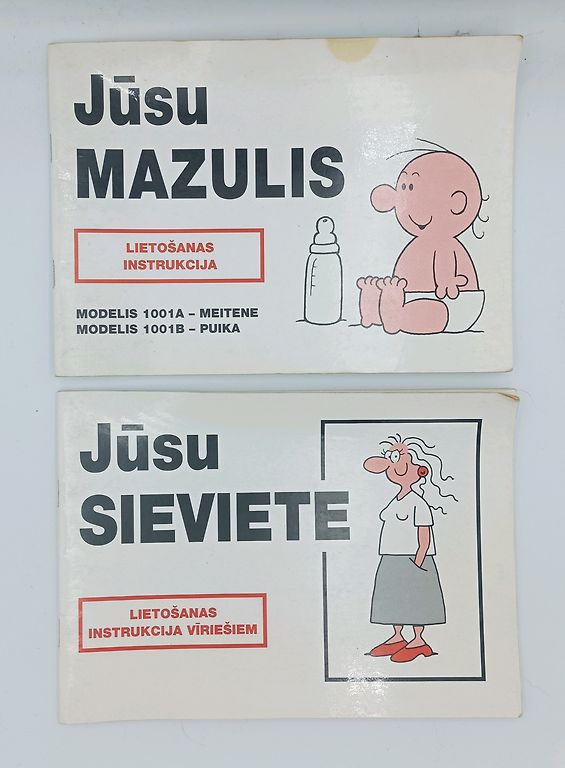 Jūsu
MAZULIS
LIETOŠANAS
INSTRUKCIJA
MODELIS 1001A – MEITENE
MODELIS 1001B – PUIKA
Jūsu
SIEVIETE
LIETOŠANAS
INSTRUKCIJA VĪRIEŠIEM